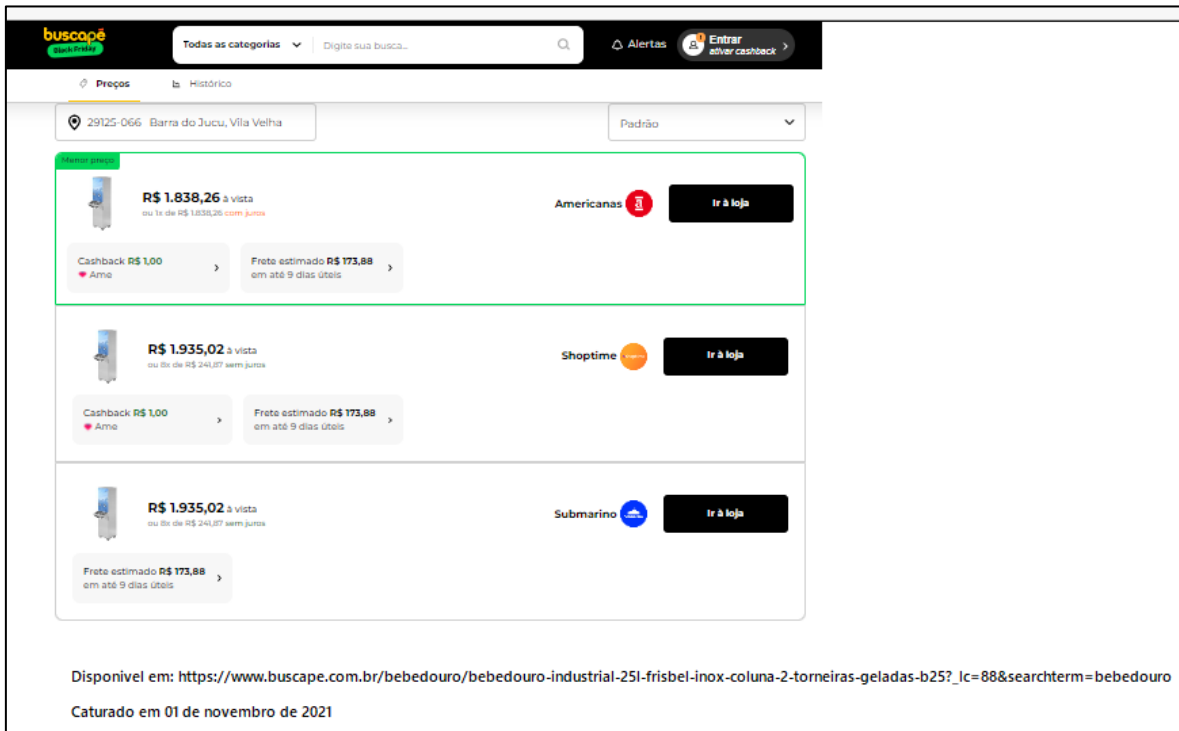 buscapé
Black Friday
Todas as categorias
Digite sua busca...
Alertas
Entrar
ativar cashback
Preços
Histórico
29125-066 Barra do Jucu, Vila Velha
Padrão
Menor preço
R$ 1.838,26 à vista
ou 1x de R$ 1.838,26 com juros
Americanas
a
Ir à loja
Cashback R$ 1,00
Ame
Frete estimado R$ 173,88
em até 9 dias úteis
R$ 1.935,02 à vista
ou 8x de R$ 241,87 sem juros
Shoptime
Ir à loja
Cashback R$ 1,00
Ame
Frete estimado R$ 173,88
em até 9 dias úteis
R$ 1.935,02 à vista
ou 8x de R$ 241,87 sem juros
Submarino
Ir à loja
Frete estimado R$ 173,88
em até 9 dias úteis
Disponivel em: https://www.buscape.com.br/bebedouro/bebedouro-industrial-25l-frisbel-inox-coluna-2-torneiras-geladas-b25?_lc=88&searchterm=bebedouro
Caturado em 01 de novembro de 2021